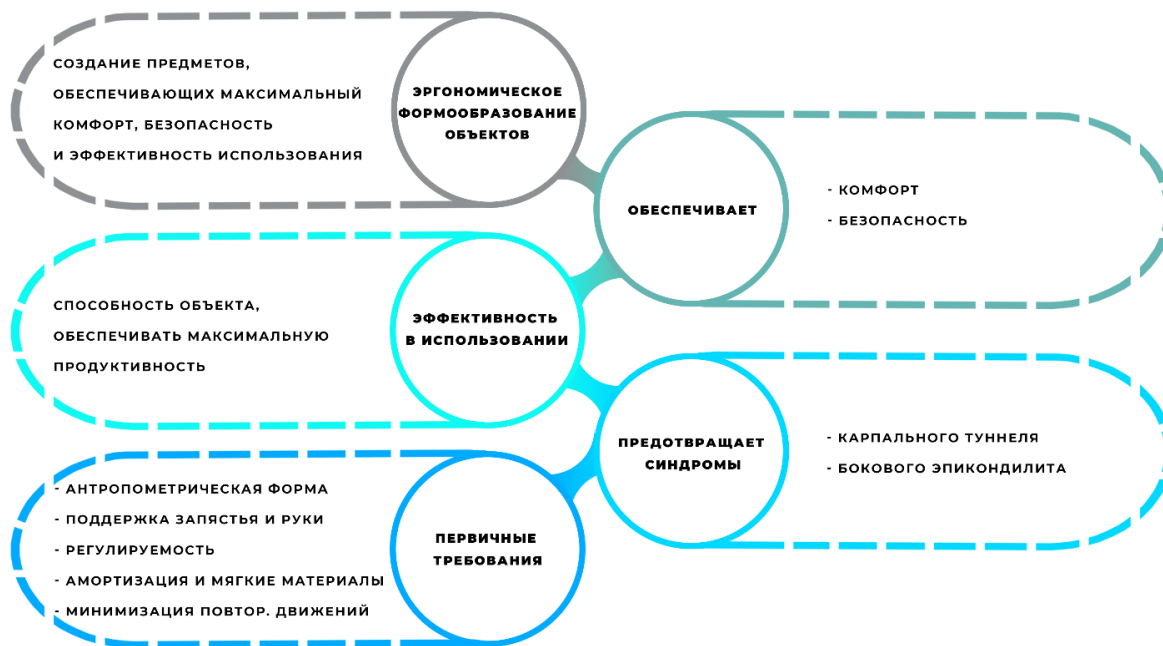 СОЗДАНИЕ ПРЕДМЕТОВ,
ОБЕСПЕЧИВАЮЩИХ МАКСИМАЛЬНЫЙ
КОМФОРТ, БЕЗОПАСНОСТЬ
И ЭФФЕКТИВНОСТЬ ИСПОЛЬЗОВАНИЯ
ЭРГОНОМИЧЕСКОЕ
ФОРМООБРАЗОВАНИЕ
ОБЪЕКТОВ
ОБЕСПЕЧИВАЕТ
- КОМФОРТ
- БЕЗОПАСНОСТЬ
СПОСОБНОСТЬ ОБЪЕКТА,
ОБЕСПЕЧИВАТЬ МАКСИМАЛЬНУЮ
ПРОДУКТИВНОСТЬ
ЭФФЕКТИВНОСТЬ
В ИСПОЛЬЗОВАНИИ
ПРЕДОТВРАЩАЕТ
СИНДРОМЫ
- КАРПАЛЬНОГО ТУННЕЛЯ
- БОКОВОГО ЭПИКОНДИЛИТА
- АНТРОПОМЕТРИЧЕСКАЯ ФОРМА
- ПОДДЕРЖКА ЗАПЯСТЬЯ И РУКИ
- РЕГУЛИРУЕМОСТЬ
- АМОРТИЗАЦИЯ И МЯГКИЕ МАТЕРИАЛЫ
- МИНИМИЗАЦИЯ ПОВТОР. ДВИЖЕНИЙ
ПЕРВИЧНЫЕ
ТРЕБОВАНИЯ